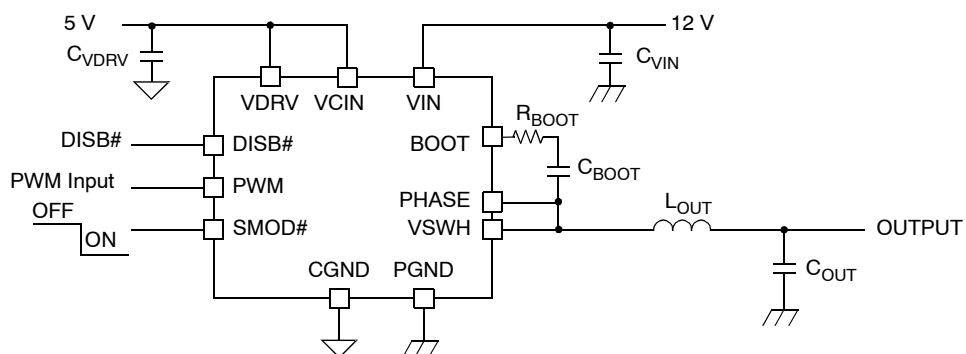 5 V
12 V
CVDRV
CVIN
VDRV
VCIN
VIN
RBOOT
DISB#
DISB#
BOOT
CBOOT
PWM Input
PWM
PHASE
LOUT
OFF
ON
SMOD#
VSWH
OUTPUT
CGND
PGND
COUT